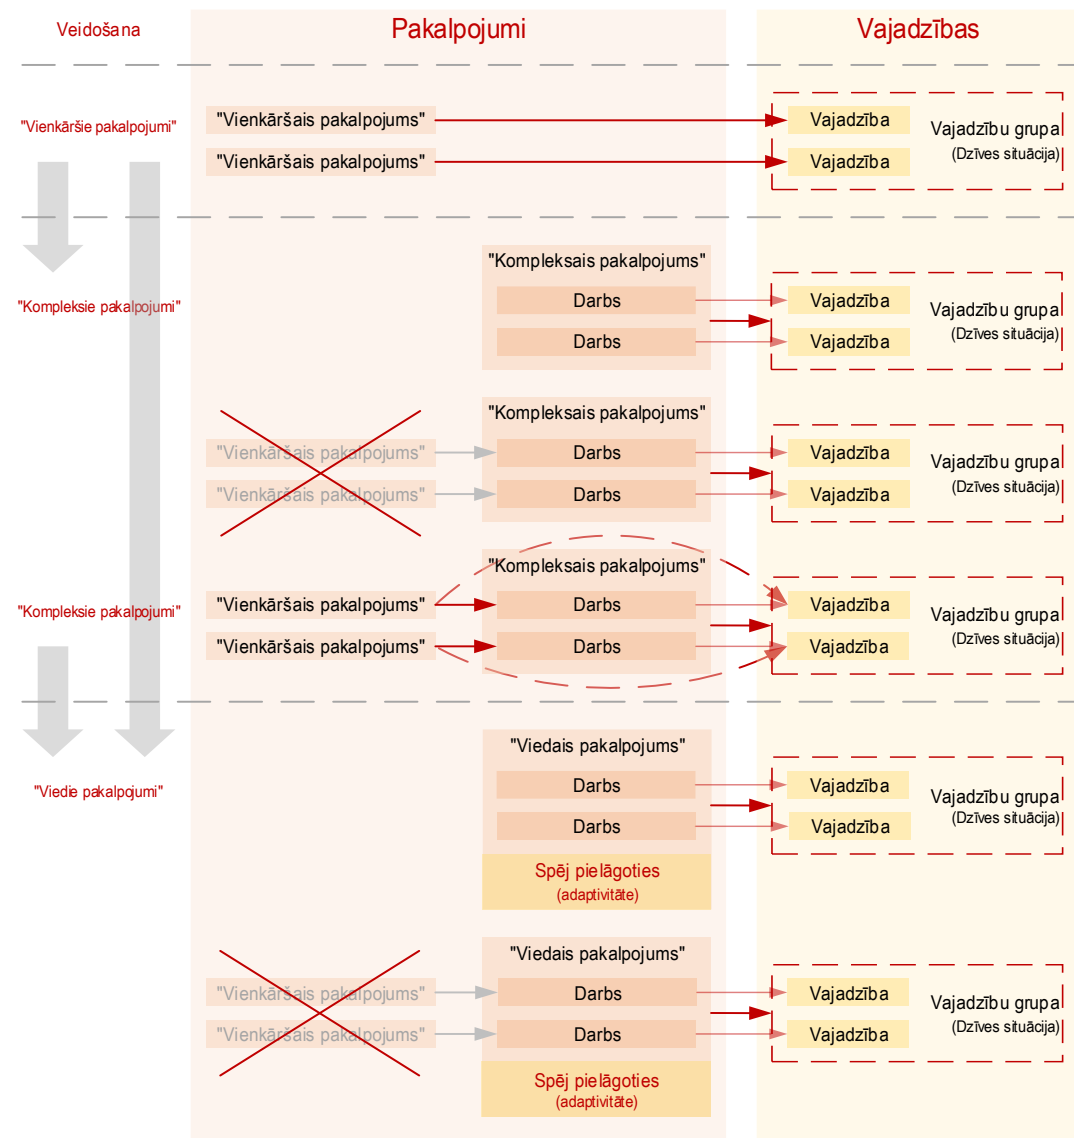 Veidošana
Pakalpojumi
Vajadzības
"Vienkāršie pakalpojumi"
"Vienkāršais pakalpojums"
Vajadzība
"Vienkāršais pakalpojums"
Vajadzība
Vajadzību grupa
(Dzīves situācija)
"Kompleksie pakalpojumi"
"Kompleksais pakalpojums"
Darbs
Vajadzība
Darbs
Vajadzība
Vajadzību grupa
(Dzīves situācija)
"Kompleksais pakalpojums"
"Vienkāršais pakalpojums"
Darbs
Vajadzība
"Vienkāršais pakalpojums"
Darbs
Vajadzība
Vajadzību grupa
(Dzīves situācija)
"Kompleksie pakalpojumi"
"Kompleksais pakalpojums"
"Vienkāršais pakalpojums"
Darbs
Vajadzība
"Vienkāršais pakalpojums"
Darbs
Vajadzība
Vajadzību grupa
(Dzīves situācija)
"Viedie pakalpojumi"
"Viedais pakalpojums"
Darbs
Vajadzība
Darbs
Vajadzība
Vajadzību grupa
(Dzīves situācija)
Spēj pielāgoties
(adaptivitāte)
"Viedais pakalpojums"
"Vienkāršais pakalpojums"
Darbs
Vajadzība
"Vienkāršais pakalpojums"
Darbs
Vajadzība
Vajadzību grupa
(Dzīves situācija)
Spēj pielāgoties
(adaptivitāte)